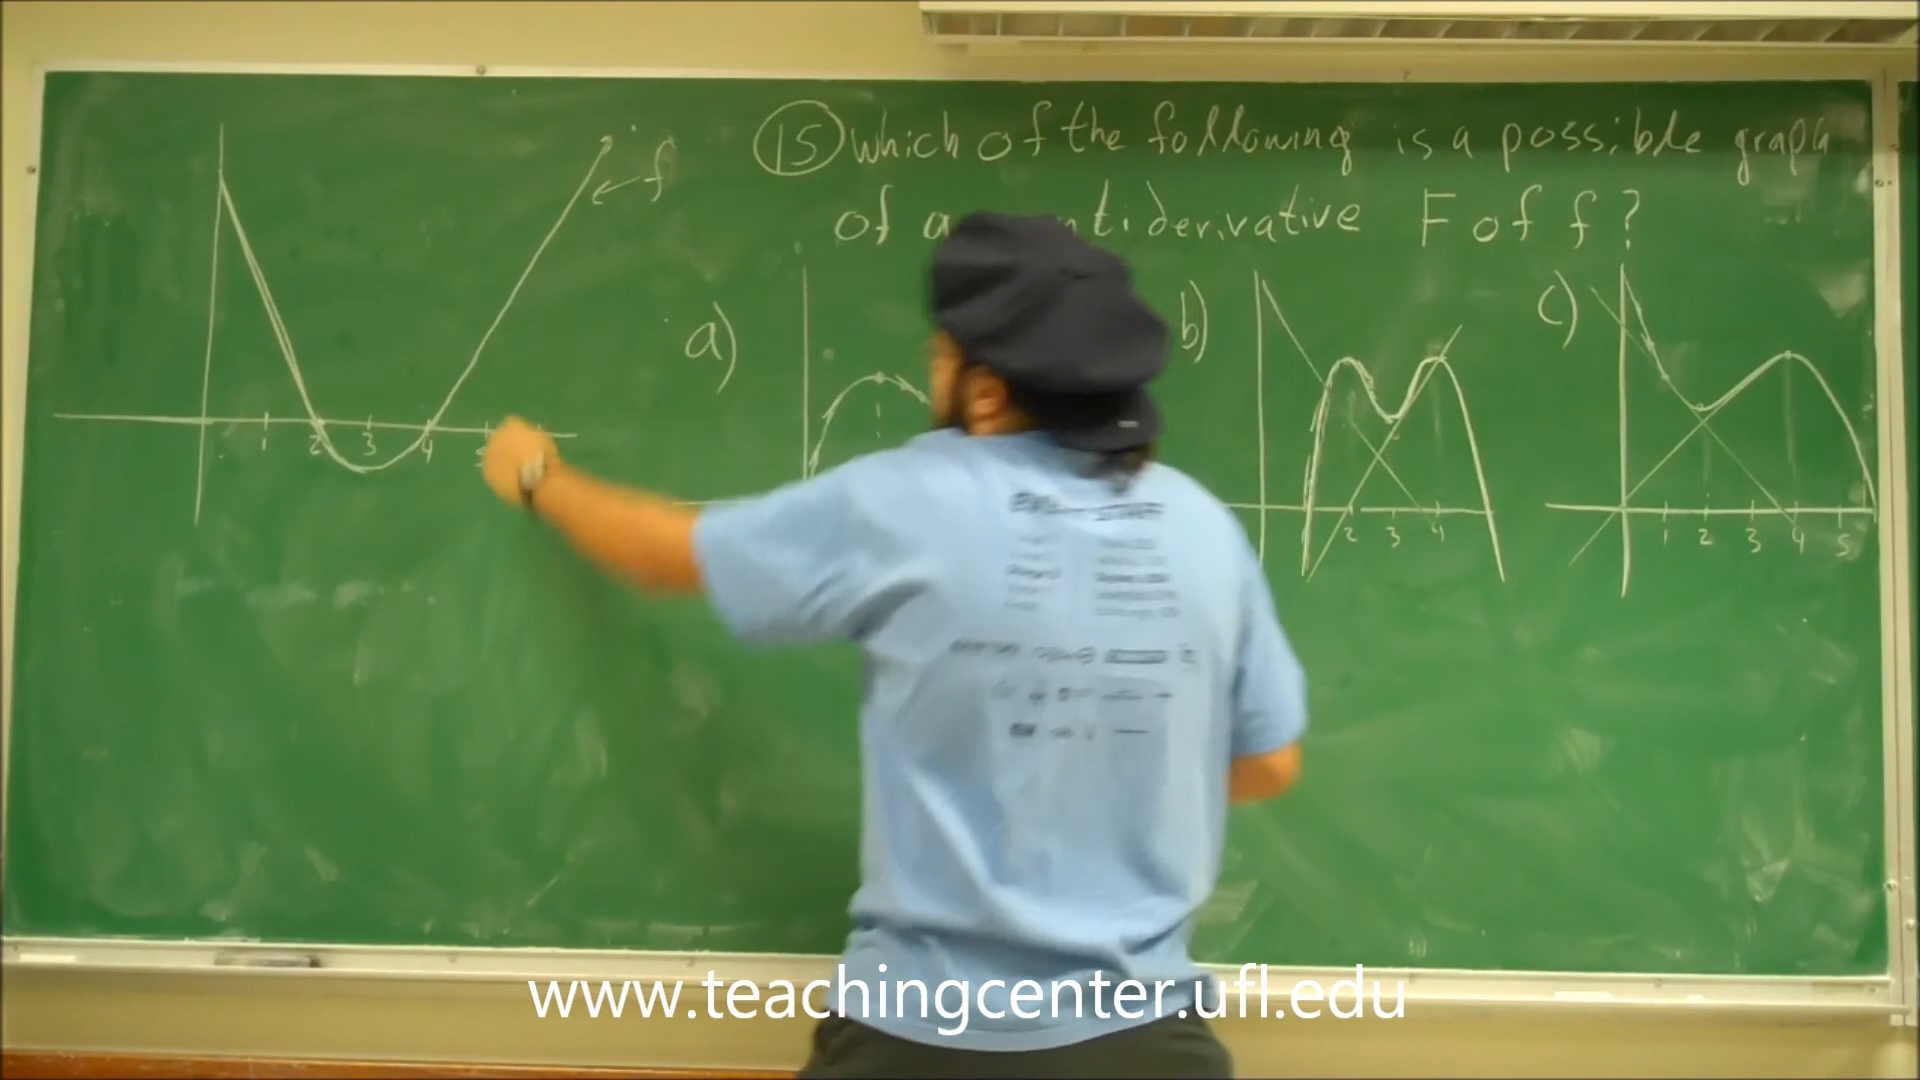 15 Which of the following is a possible graph
of antiderivative F of f?
f
a)
b)
c)
1 2 3 4 5
2 3 4
1 2 3 4 5
www.teachingcenter.ufl.edu